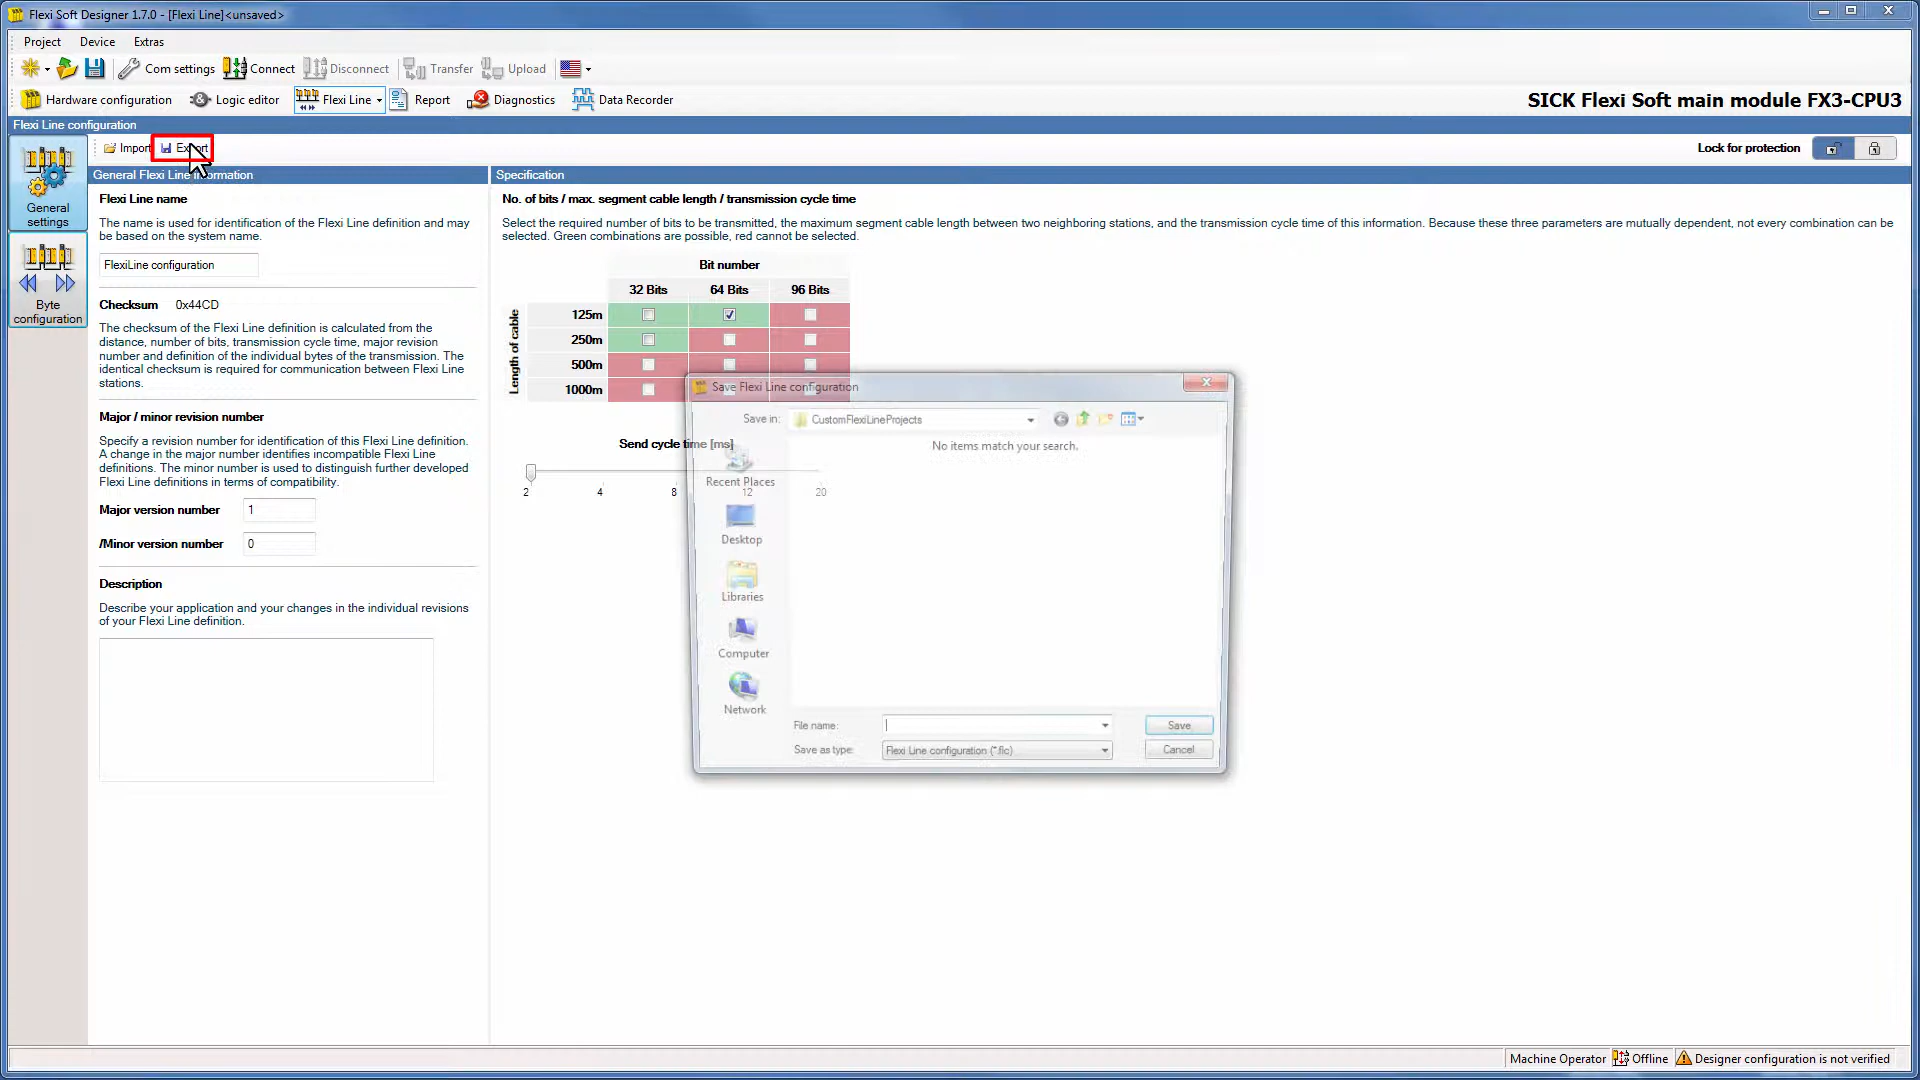 Flexi Soft Designer 1.7.0 - [Flexi Line]<unsaved>
Project Device Extras
Com settings Connect Disconnect Transfer Upload
Hardware configuration Logic editor Flexi Line Report Diagnostics Data Recorder SICK Flexi Soft main module FX3-CPU3
Flexi Line configuration
Import Export Lock for protection
General settings
Byte configuration
General Flexi Line information
Flexi Line name
The name is used for identification of the Flexi Line definition and may
be based on the system name.
FlexiLine configuration
Checksum 0x44CD
The checksum of the Flexi Line definition is calculated from the
distance, number of bits, transmission cycle time, major revision
number and definition of the individual bytes of the transmission. The
identical checksum is required for communication between Flexi Line
stations.
Major / minor revision number
Specify a revision number for identification of this Flexi Line definition.
A change in the major number identifies incompatible Flexi Line
definitions. The minor number is used to distinguish further developed
Flexi Line definitions in terms of compatibility.
Major version number 1
/Minor version number 0
Description
Describe your application and your changes in the individual revisions
of your Flexi Line definition.
Specification
No. of bits / max. segment cable length / transmission cycle time
Select the required number of bits to be transmitted, the maximum segment cable length between two neighboring stations, and the transmission cycle time of this information. Because these three parameters are mutually dependent, not every combination can be
selected. Green combinations are possible, red cannot be selected.
Bit number
32 Bits 64 Bits 96 Bits
Length of cable
125m
250m
500m
1000m
Send cycle time [ms]
2 4 8 12 20
Save Flexi Line configuration
Save in: CustomFlexiLineProjects
No items match your search.
Recent Places
Desktop
Libraries
Computer
Network
File name: Save
Save as type: Flexi Line configuration (*.flc) Cancel
Machine Operator Offline Designer configuration is not verified